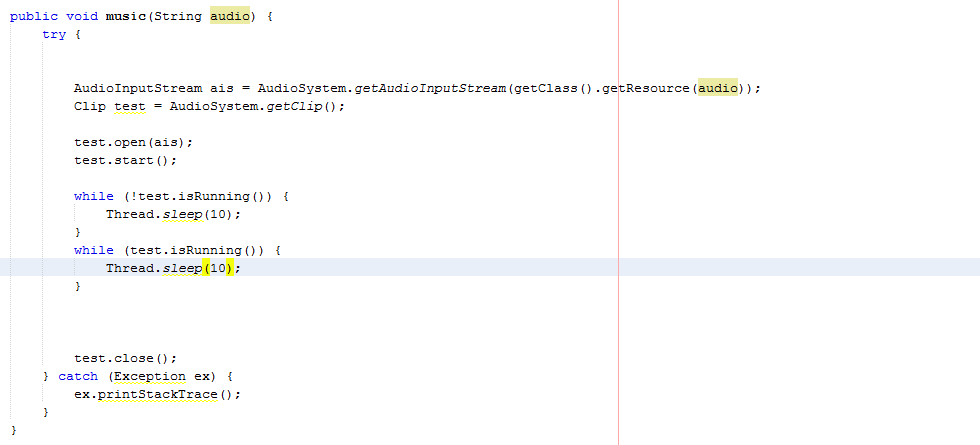 public void music(String audio) {
    try {
        AudioInputStream ais = AudioSystem.getAudioInputStream(getClass().getResource(audio));
        Clip test = AudioSystem.getClip();
        test.open(ais);
        test.start();
        while (!test.isRunning()) {
            Thread.sleep(10);
        }
        while (test.isRunning()) {
            Thread.sleep(10);
        }
        test.close();
    } catch (Exception ex) {
        ex.printStackTrace();
    }
}